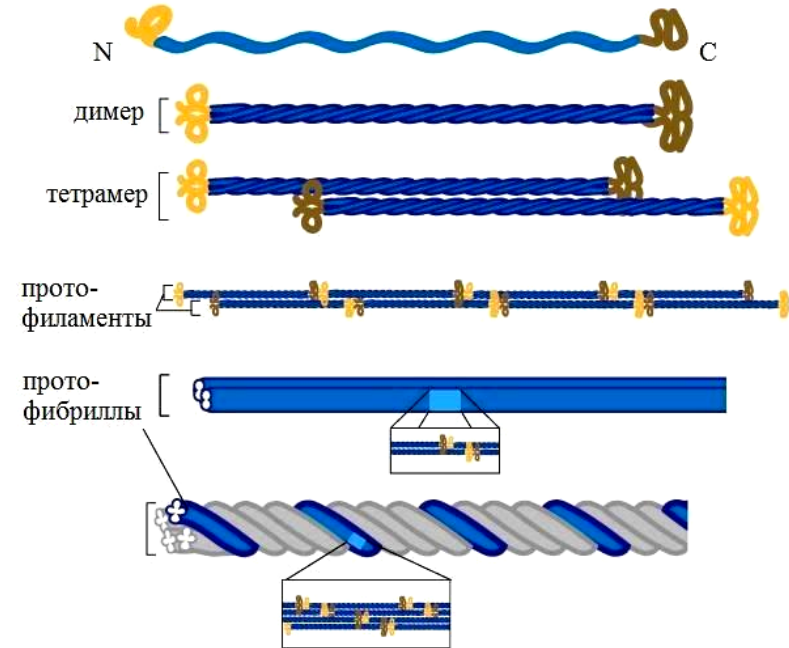 N
C
димер
тетрамер
прото-
филаменты
прото-
фибриллы